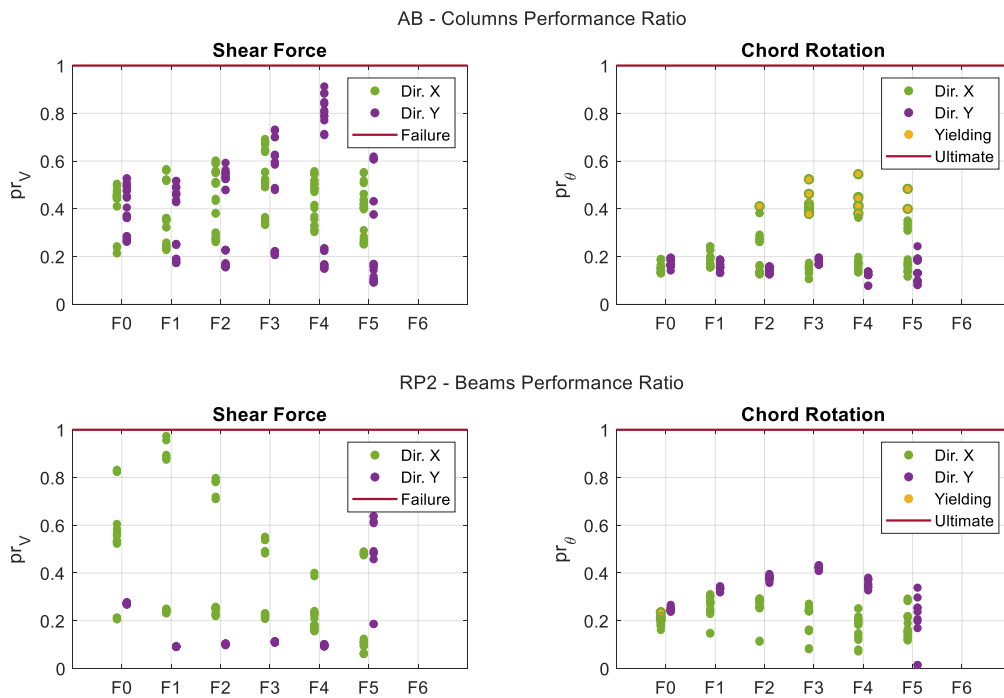 AB - Columns Performance Ratio
Shear Force
1
0.8
0.6
0.4
0.2
0
pr_V
F0 F1 F2 F3 F4 F5 F6
Dir. X
Dir. Y
Failure
Chord Rotation
1
0.8
0.6
0.4
0.2
0
pr_θ
F0 F1 F2 F3 F4 F5 F6
Dir. X
Dir. Y
Yielding
Ultimate
RP2 - Beams Performance Ratio
Shear Force
1
0.8
0.6
0.4
0.2
0
pr_V
F0 F1 F2 F3 F4 F5 F6
Dir. X
Dir. Y
Failure
Chord Rotation
1
0.8
0.6
0.4
0.2
0
pr_θ
F0 F1 F2 F3 F4 F5 F6
Dir. X
Dir. Y
Yielding
Ultimate